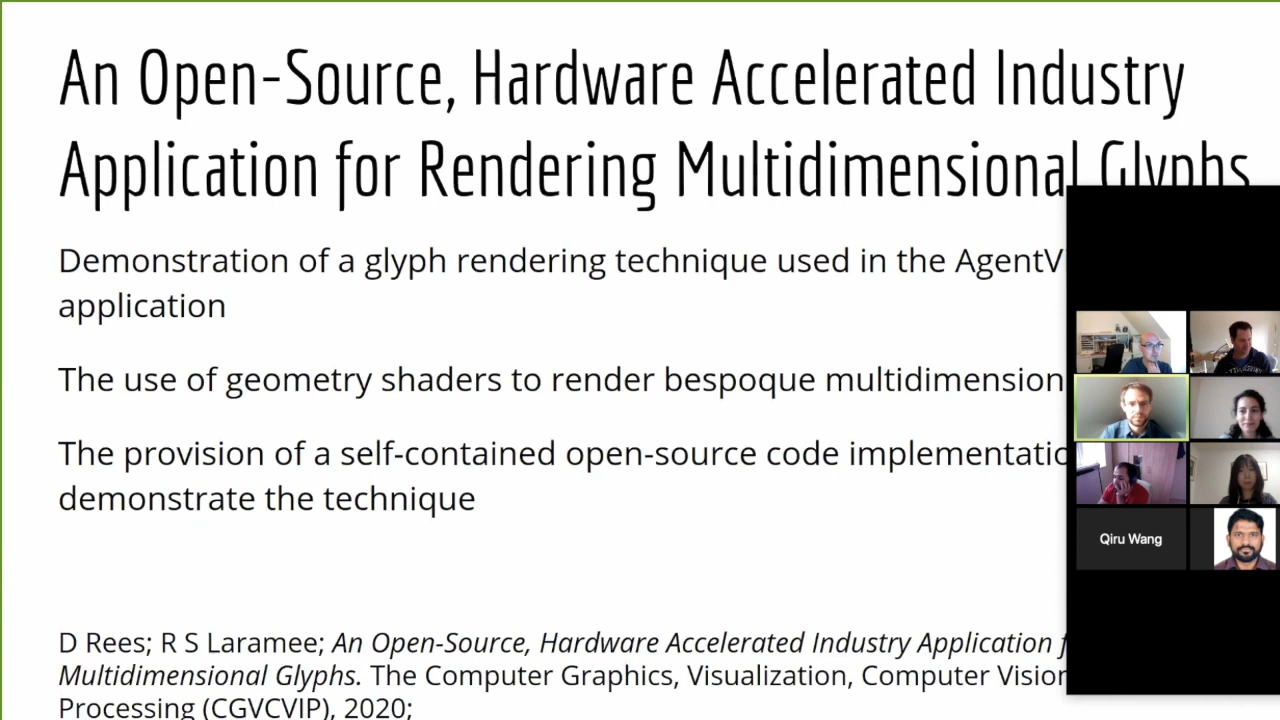 An Open-Source, Hardware Accelerated Industry
Application for Rendering Multidimensional Glyphs
Demonstration of a glyph rendering technique used in the
application
The use of geometry shaders to render bespoque
The provision of a self-contained open-source code
demonstrate the technique
D Rees; R S Laramee; An Open-Source, Hardware Accelerated Industry Application
Multidimensional Glyphs. The Computer Graphics, Visualization, Computer Vision
Processing (CGVCVIP), 2020;
Qiru Wang